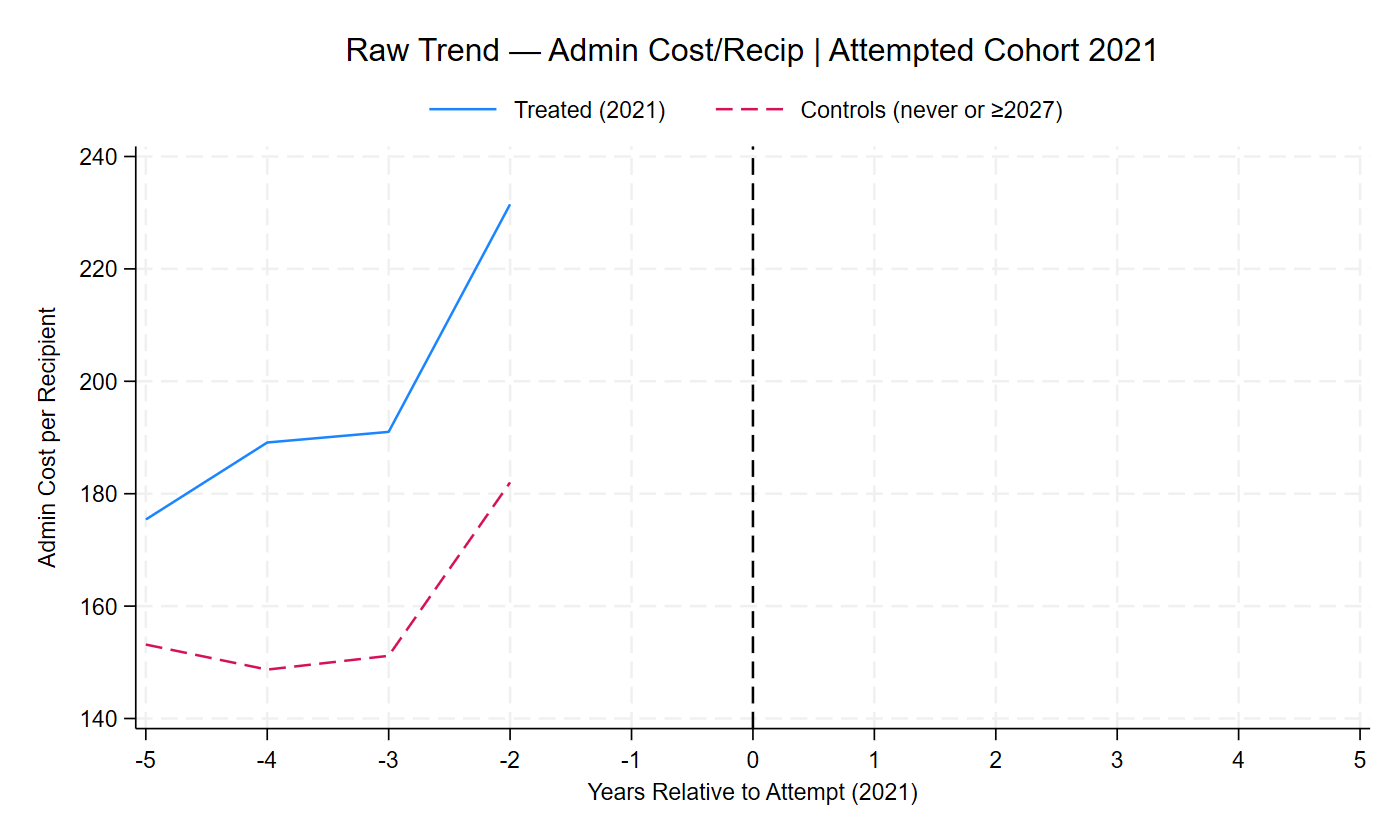 Raw Trend — Admin Cost/Recip | Attempted Cohort 2021
Treated (2021)
Controls (never or ≥2027)
Admin Cost per Recipient
240
220
200
180
160
140
-5 -4 -3 -2 -1 0 1 2 3 4 5
Years Relative to Attempt (2021)